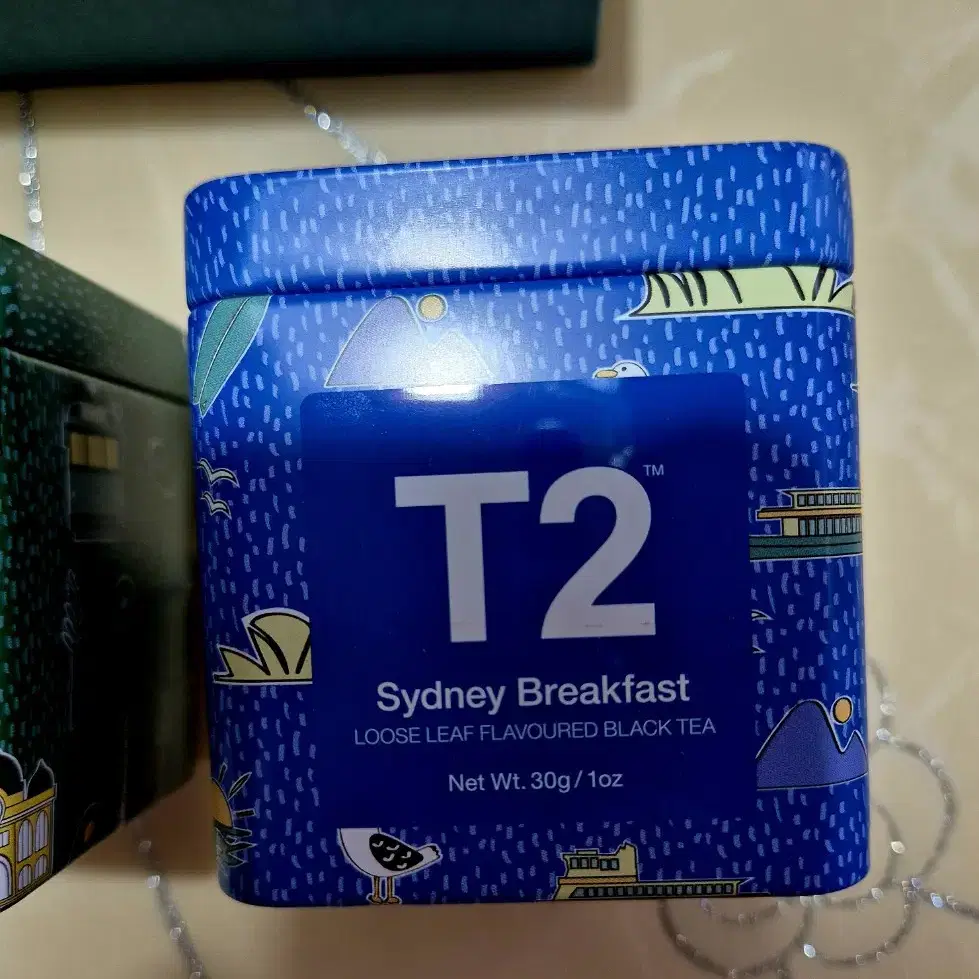 T2™
Sydney Breakfast
LOOSE LEAF FLAVOURED BLACK TEA
Net Wt. 30g / 1oz